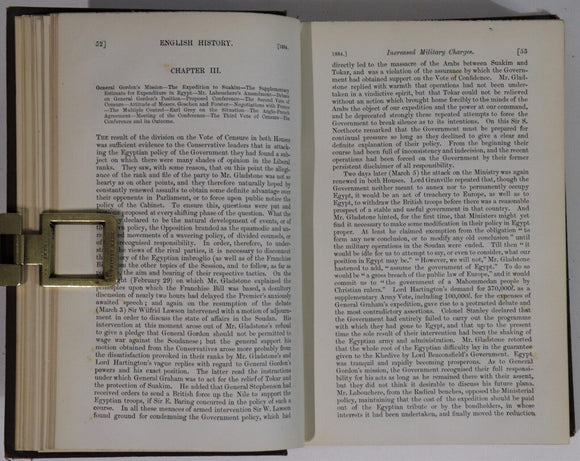 52] ENGLISH HISTORY. [1884.
CHAPTER III.
General Gordon's Mission—The Expedition to Suakim—The Supplementary
Estimate for Expenditure in Egypt—Mr. Labouchere's Amendment—Debate
on General Gordon's Position—Proposed Conference—The Second Vote of
Censure—Attitude of Messrs. Goschen and Forster—Negotiations with France
—The Multiple Control—Earl Grey on the Situation—The Anglo-French
Agreement—Meeting of the Conference—The Third Vote of Censure—The
Conference and its Outcome.
THE result of the division on the Vote of Censure in both Houses
was sufficient evidence to the Conservative leaders that in attack-
ing the Egyptian policy of the Government they had found a sub-
ject on which there were many shades of opinion in the Liberal
ranks. They saw, with some reason, that on this point, the allegi-
ance of the rank and file of the party to Mr. Gladstone was not so
hearty as on other points, and they therefore naturally hoped by
constantly renewed assaults to obtain some definite advantage over
their opponents in Parliament, or to force upon public notice the
policy of the Cabinet. To ensure this, questions were put and
proposed at every shifting phase of the question. What the
declared to be the natural development of events, or of
own policy, the Opposition branded as the spasmodic and un-
movements of a wavering policy, of divided counsels, or
recognised responsibility. In order, therefore, to under-
the views of the rival parties, it is necessary to disconnect
of the Egyptian imbroglio (as well as of the Franchise
from the other topics of the Session, and to follow, as far as
the aim and bearing of their respective tactics. On the
(February 29) on which Mr. Gladstone explained the
principles upon which the Franchise Bill was based, a desultory
discussion of nearly two hours had delayed the Premier's anxiously
awaited speech; and again on the resumption of the debate
(March 3) Sir Wilfrid Lawson intervened with a motion of adjourn-
ment in order to discuss the state of affairs in the Soudan. His
intervention at this moment arose out of Mr. Gladstone's refusal
to give a pledge that General Gordon should not be permitted to
wage war against the Soudanese; but the general support his
motion obtained from the Conservatives arose more probably from
the dissatisfaction provoked in their ranks by Mr. Gladstone's and
Lord Hartington's vague replies with regard to General Gordon's
powers and his exact position. The latter read the instructions
under which General Graham was to act for the relief of Tokar and
the protection of Suakim. He added that General Stephenson had
received orders to send a British force up the Nile to support the
Egyptian troops, if Sir E. Baring concurred in the policy of such a
course. In all these menaces of armed intervention Sir W. Lawson
found ground for condemning the Government policy, which had
1884.] Increased Military Charges. [53
directly led to the massacre of the Arabs between Suakim and
Tokar, and was a violation of the assurance by which the Govern-
ment had obtained support on the Vote of Confidence. Mr. Glad-
stone replied with warmth that operations had not been under-
taken in a vindictive spirit, but that Tokar could not be relieved
without an action which brought home forcibly to the minds of the
Arabs the object of our expedition and the power at our command,
and he deprecated strongly these repeated attempts to force the
Government to break silence as to its intentions. On this Sir S.
Northcote remarked that the Government must be prepared for
continual pressure so long as they declined to give a clear and
definite explanation of their policy. From the beginning their
course had been full of inconsistency and indecision, and the recent
operations had been forced on the Government by their former
persistent disclaimer of all responsibility.
Two days later (March 5) the attack on the Ministry was again
renewed in both Houses. Lord Granville repeated that, though the
Government neither meant to annex nor to permanently occupy
Egypt, it would be an act of treason to Europe, as well as to
Egypt, to withdraw the British troops before there was a reasonable
prospect of a stable and useful government in that country. And
Mr. Gladstone hinted, for the first time, that Ministers might yet
find it necessary to make some modification in their policy in Egypt
proper. At least he claimed exemption from the obligation "to
form any new conclusion, or to modify any old conclusion" until
the military operations in the Soudan were ended. Till then "it
would be idle for us to attempt to say, or even to consider, what our
position in Egypt may be." "However, we will not," Mr. Gladstone
hastened to add, "assume the government of Egypt." To do so
would be "a gross breach of the public law of Europe," and it would
commit us to "the government of a Mahommedan people by
Christian rulers." Lord Hartington's demand for 370,000l. as a
supplementary Army Vote, including 10,000l. for the expenses of
General Graham's expedition, gave rise to a protracted debate and
the most contradictory allegations. Colonel Stanley declared that
the Government had entirely failed to carry out the programme
with which they had gone to Egypt, and that up to the present
time the sole result of their intervention had been the shaking of
the Egyptian army and administration. Mr. Gladstone retorted
that the whole root of the Egyptian difficulty lay in the guarantee
given to the Khedive by Lord Beaconsfield's Government. Egypt
was tranquil and rapidly becoming prosperous. As to General
Gordon's mission, the Government recognised their full responsi-
bility for his acts so long as he remained there with their assent,
but they did not think it desirable to discuss his future plans.
Mr. Labouchere, from the Radical benches, opposed the Ministerial
policy, maintaining that the cost of the expedition should be paid
out of the Egyptian tribute or by the bondholders, in whose
interest it was undertaken, and finally moved the reduction